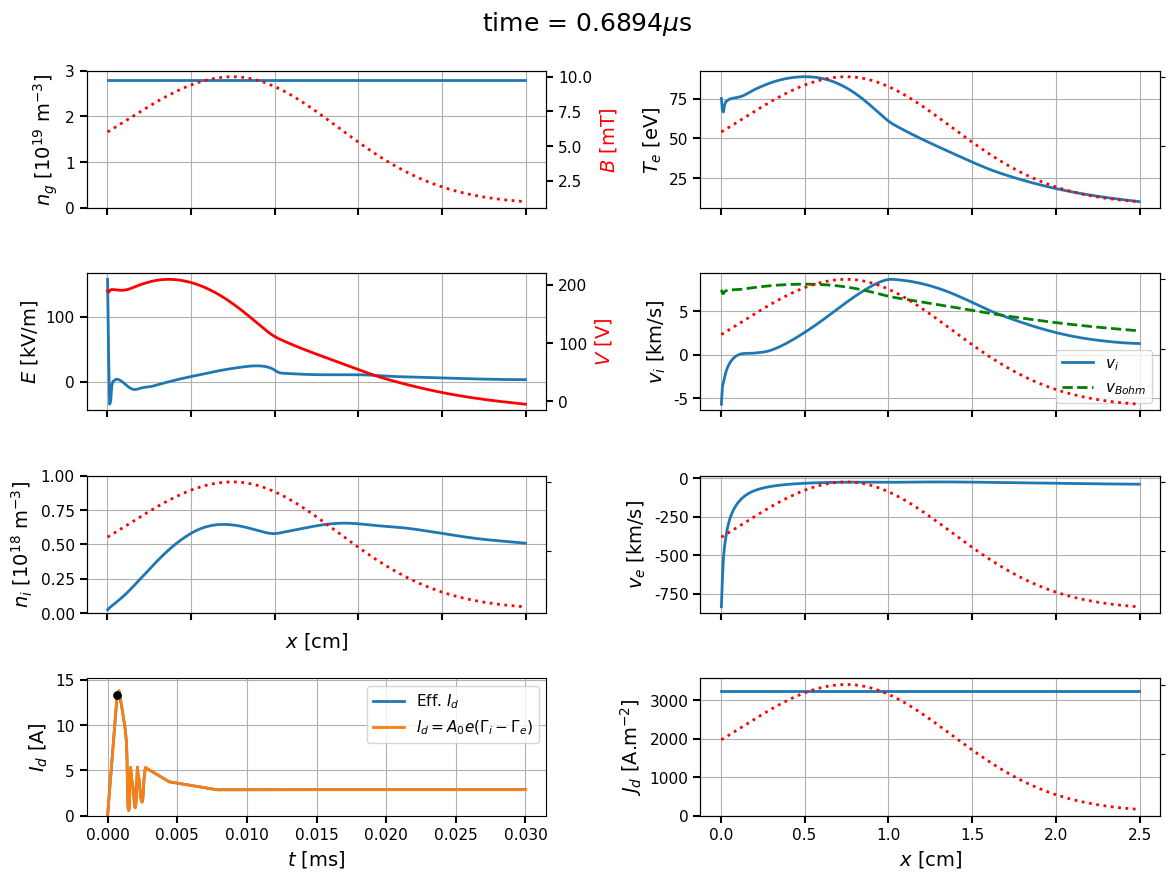 time = 0.6894μs
n_g [10^19 m^−3]
3
2
1
0
10.0
7.5
5.0
2.5
B [mT]
T_e [eV]
75
50
25
E [kV/m]
100
0
200
100
0
V [V]
v_i [km/s]
5
0
-5
v_i
v_Bohm
n_i [10^18 m^−3]
1.00
0.75
0.50
0.25
0.00
x [cm]
v_e [km/s]
0
-250
-500
-750
I_d [A]
15
10
5
0
Eff. I_d
I_d = A_0e(Γ_i − Γ_e)
0.000 0.005 0.010 0.015 0.020 0.025 0.030
t [ms]
J_d [A.m^−2]
3000
2000
1000
0
0.0 0.5 1.0 1.5 2.0 2.5
x [cm]